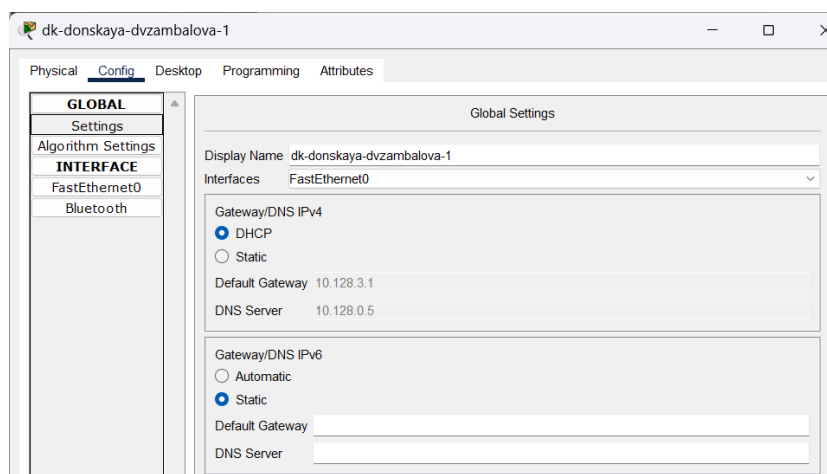 dk-donskaya-dvzambalova-1
Physical Config Desktop Programming Attributes
GLOBAL
Settings
Algorithm Settings
INTERFACE
FastEthernet0
Bluetooth
Global Settings
Display Name dk-donskaya-dvzambalova-1
Interfaces FastEthernet0
Gateway/DNS IPv4
DHCP
Static
Default Gateway 10.128.3.1
DNS Server 10.128.0.5
Gateway/DNS IPv6
Automatic
Static
Default Gateway
DNS Server